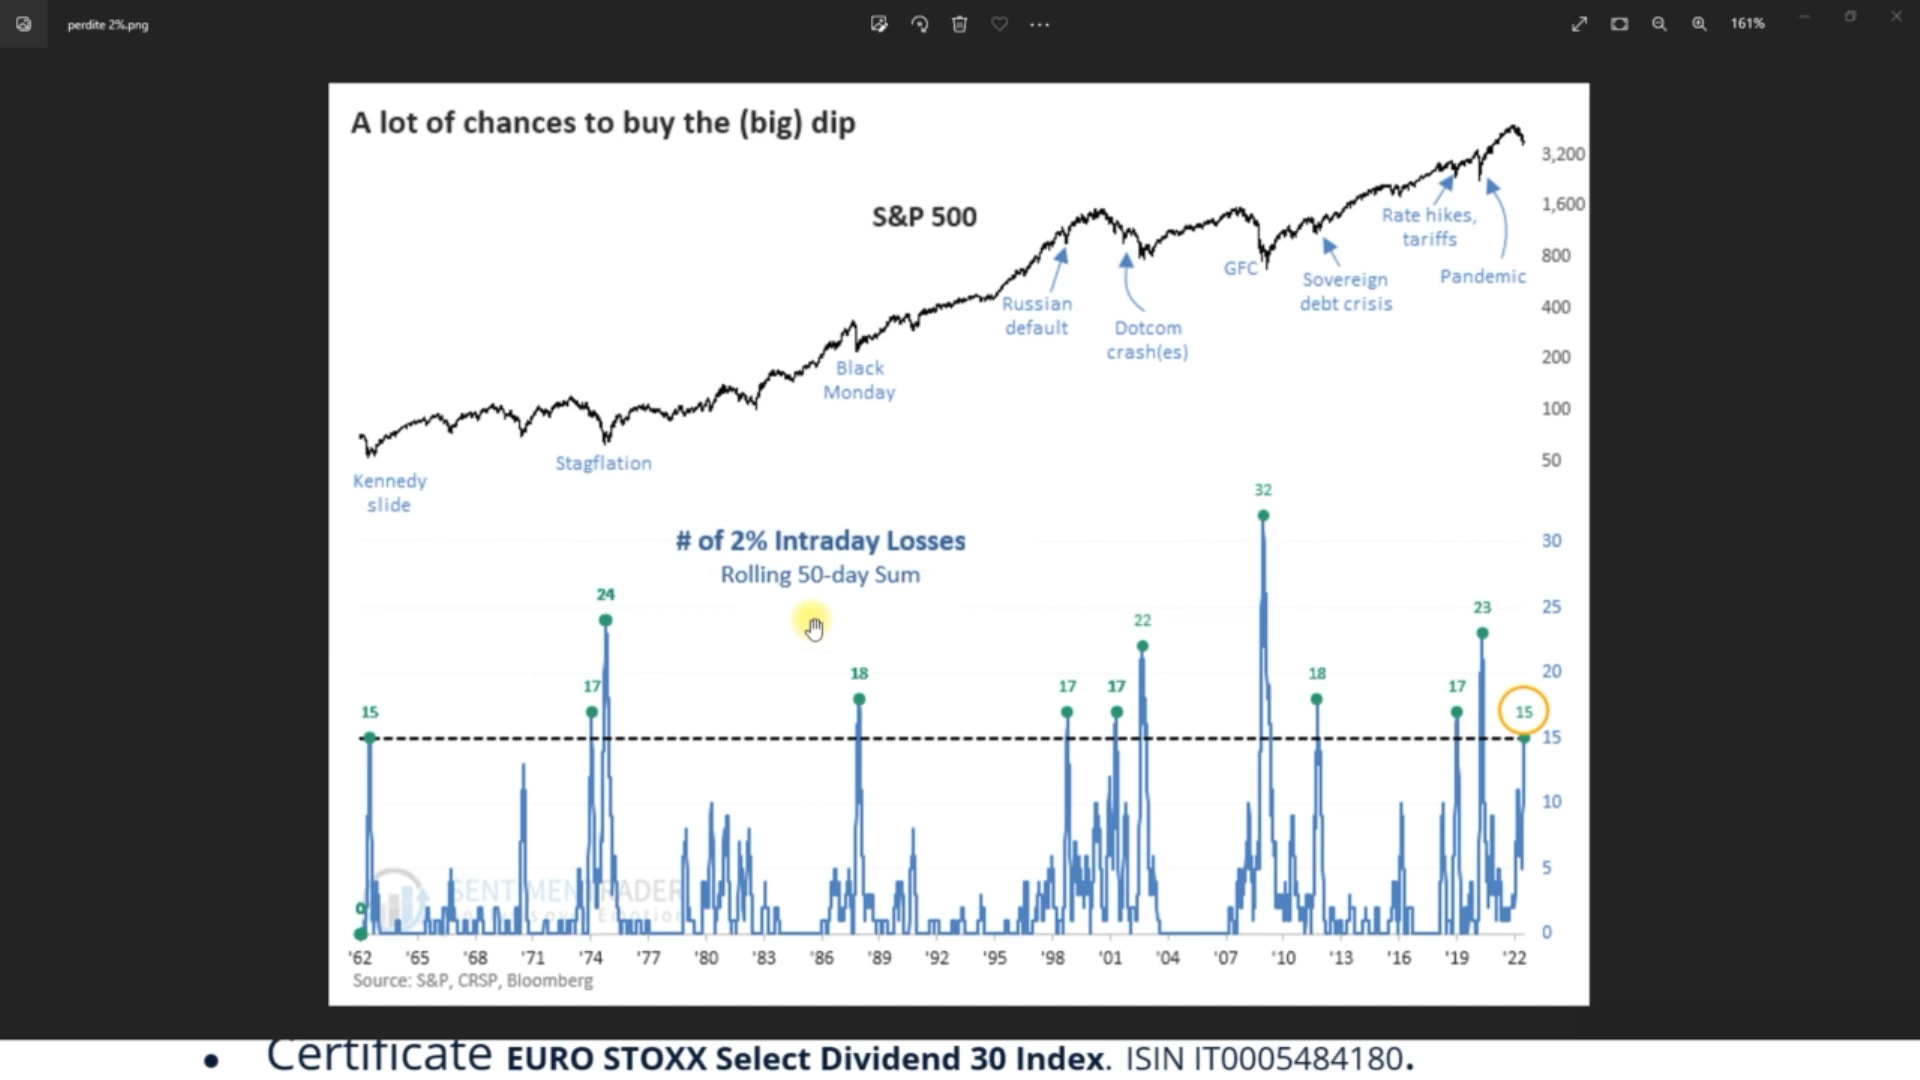 perdite 2%.png
161%
A lot of chances to buy the (big) dip
S&P 500
3,200
1,600
800
400
200
100
50
Rate hikes,
tariffs
Pandemic
GFC
Sovereign
debt crisis
Russian
default
Dotcom
crash(es)
Black
Monday
Stagflation
Kennedy
slide
# of 2% Intraday Losses
Rolling 50-day Sum
15
17
24
18
17
17
22
32
18
17
23
15
30
25
20
15
10
5
0
0
SENTIMENTRADER
'62 '65 '68 '71 '74 '77 '80 '83 '86 '89 '92 '95 '98 '01 '04 '07 '10 '13 '16 '19 '22
Source: S&P, CRSP, Bloomberg
• Certificate EURO STOXX Select Dividend 30 Index. ISIN IT0005484180.